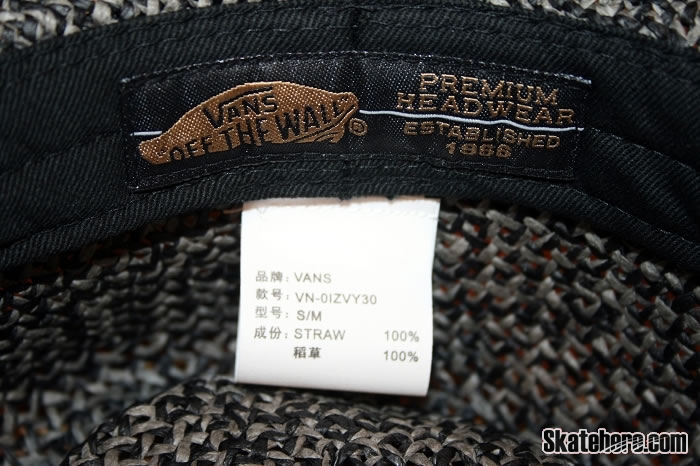 VANS
"OFF THE WALL"
®
PREMIUM
HEADWEAR
ESTABLISHED
1966
品牌: VANS
款号: VN-0IZVY30
型号: S/M
成份: STRAW 100%
稻草 100%
Skatehere.com